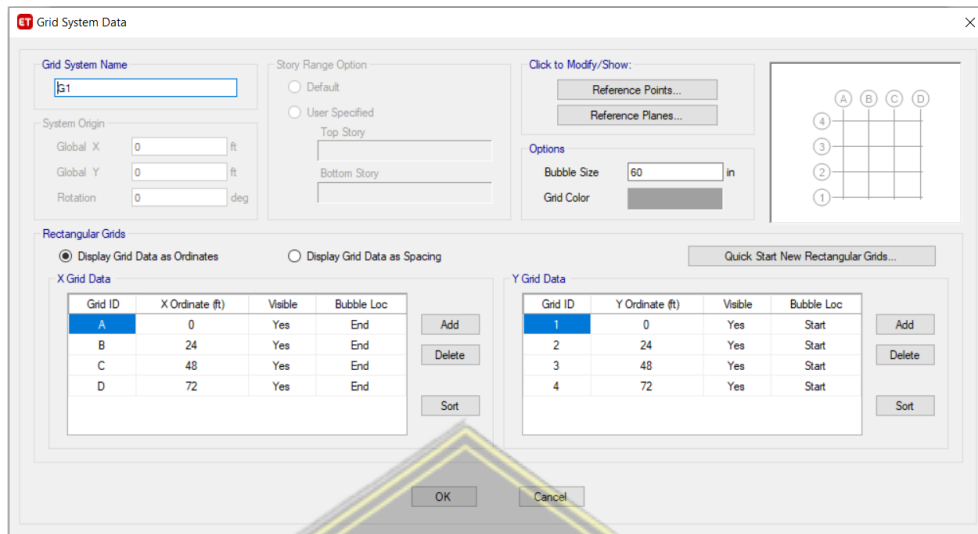 ET Grid System Data
Grid System Name
G1
System Origin
Global X 0 ft
Global Y 0 ft
Rotation 0 deg
Story Range Option
Default
User Specified
Top Story
Bottom Story
Click to Modify/Show:
Reference Points...
Reference Planes...
Options
Bubble Size 60 in
Grid Color
A B C D
4
3
2
1
Rectangular Grids
Display Grid Data as Ordinates Display Grid Data as Spacing Quick Start New Rectangular Grids...
X Grid Data
Grid ID X Ordinate (ft) Visible Bubble Loc
A 0 Yes End
B 24 Yes End
C 48 Yes End
D 72 Yes End
Add
Delete
Sort
Y Grid Data
Grid ID Y Ordinate (ft) Visible Bubble Loc
1 0 Yes Start
2 24 Yes Start
3 48 Yes Start
4 72 Yes Start
Add
Delete
Sort
OK Cancel